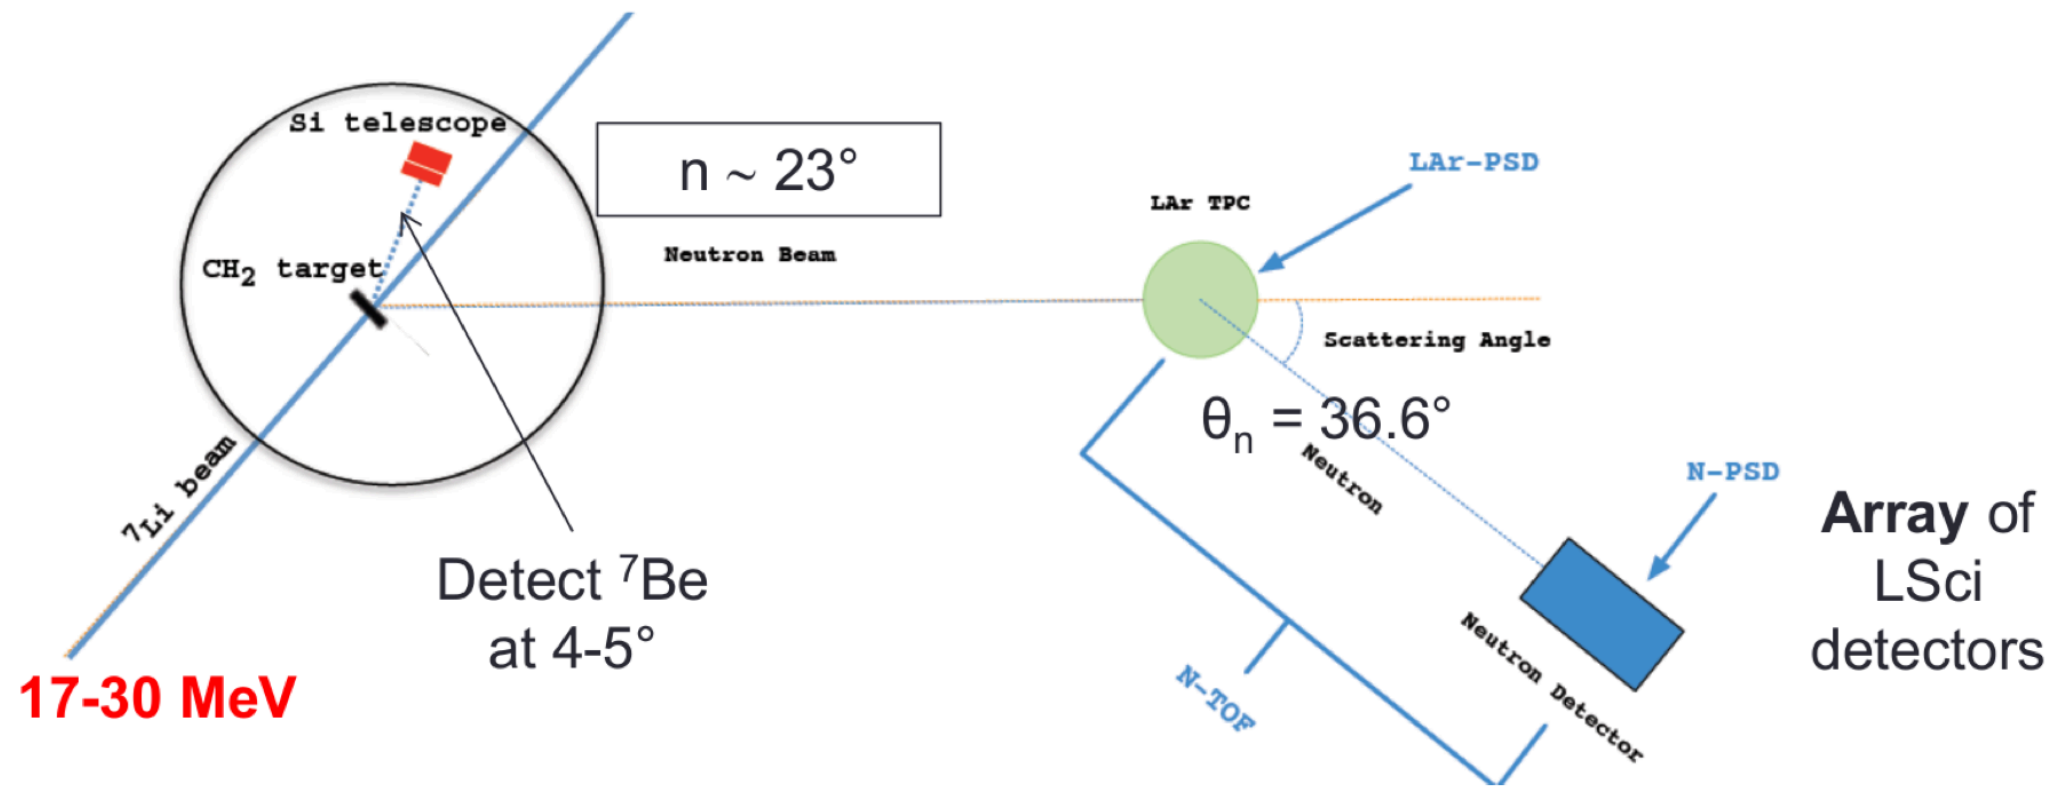 Si telescope
n ~ 23°
LAr-PSD
LAr TPC
Neutron Beam
CH₂ target
Scattering Angle
θₙ = 36.6°
Neutron
⁷Li beam
N-PSD
Array of
LSci
detectors
Detect ⁷Be
at 4-5°
Neutron Detector
N-TOF
17-30 MeV